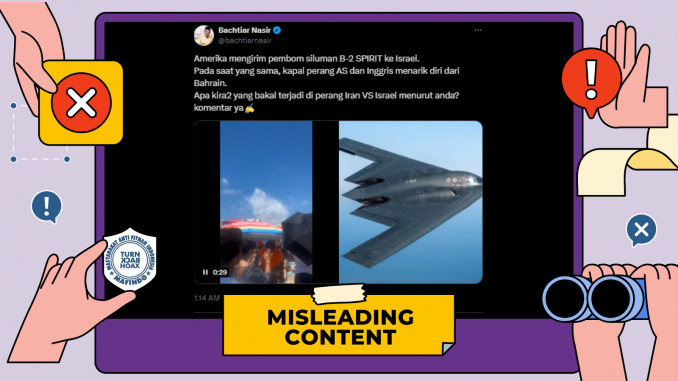 Bachtiar Nasir
@bachtiarnasir
Amerika mengirim pembom siluman B-2 SPIRIT ke Israel.
Pada saat yang sama, kapal perang AS dan Inggris menarik diri dari
Bahrain.
Apa kira2 yang bakal terjadi di perang Iran VS Israel menurut anda?
komentar ya✍️
0:29
1.14 AM
MASYARAKAT ANTI FITNAH INDONESIA
TURN
BACK
HOAX
MAFINDO
MISLEADING
CONTENT